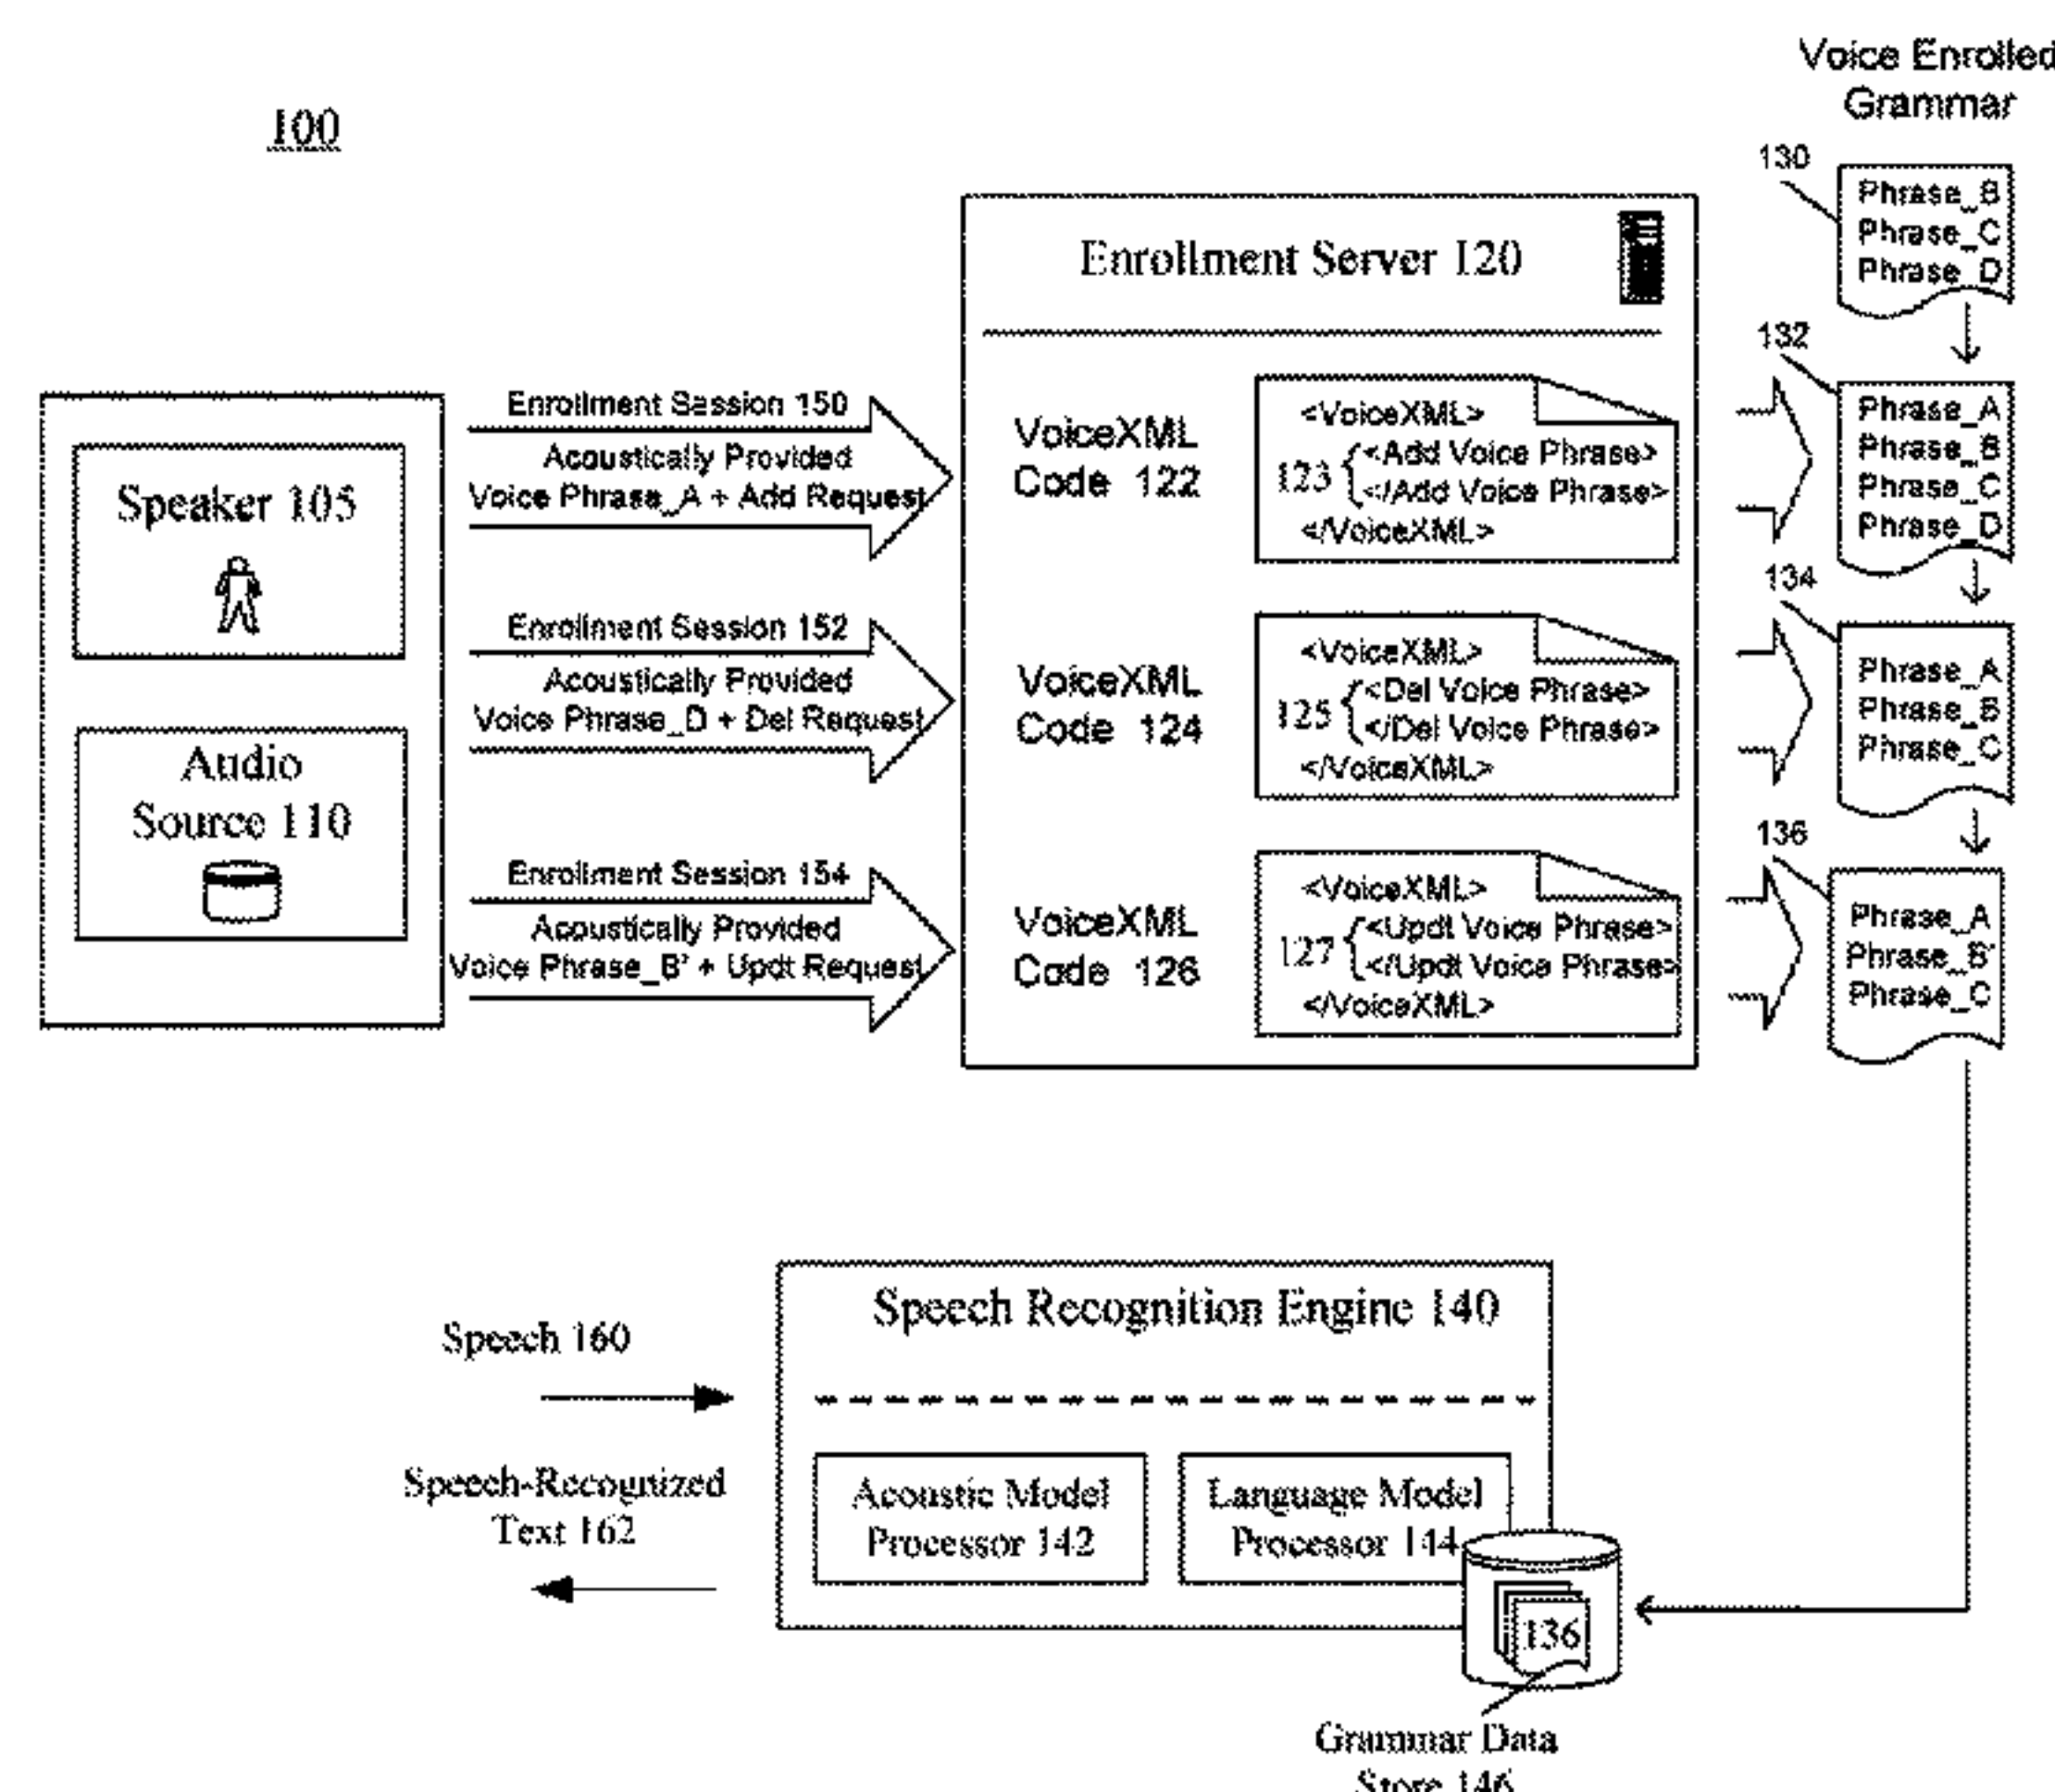 Voice Enrolled
Grammar
100
130
Phrase_B
Phrase_C
Phrase_D
Enrollment Server 120
132
Phrase_A
Phrase_B
Phrase_C
Phrase_D
Speaker 105
Audio
Source 110
Enrollment Session 150
Acoustically Provided
Voice Phrase_A + Add Request
VoiceXML
Code 122
<VoiceXML>
123
<Add Voice Phrase>
</Add Voice Phrase>
</VoiceXML>
134
Enrollment Session 152
Acoustically Provided
Voice Phrase_D + Del Request
VoiceXML
Code 124
<VoiceXML>
125
<Del Voice Phrase>
</Del Voice Phrase>
</VoiceXML>
Phrase_A
Phrase_B
Phrase_C
136
Enrollment Session 154
Acoustically Provided
Voice Phrase_B' + Updt Request
VoiceXML
Code 126
<VoiceXML>
127
<Updt Voice Phrase>
</Updt Voice Phrase>
</VoiceXML>
Phrase_A
Phrase_B'
Phrase_C
Speech Recognition Engine 140
Speech 160
Speech-Recognized
Text 162
Acoustic Model
Processor 142
Language Model
Processor 144
136
Grammar Data
Store 146